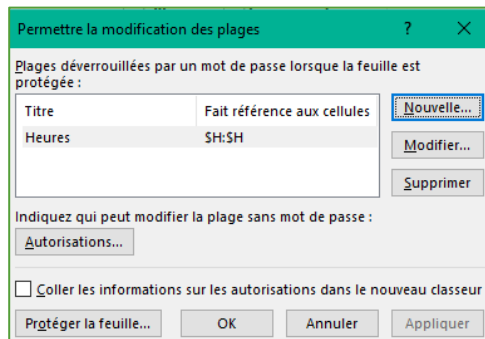 Permettre la modification des plages ? ×
Plages déverrouillées par un mot de passe lorsque la feuille est
protégée :
Titre Fait référence aux cellules Nouvelle...
Heures $H:$H
Modifier...
Supprimer
Indiquez qui peut modifier la plage sans mot de passe :
Autorisations...
Coller les informations sur les autorisations dans le nouveau classeur
Protéger la feuille... OK Annuler Appliquer